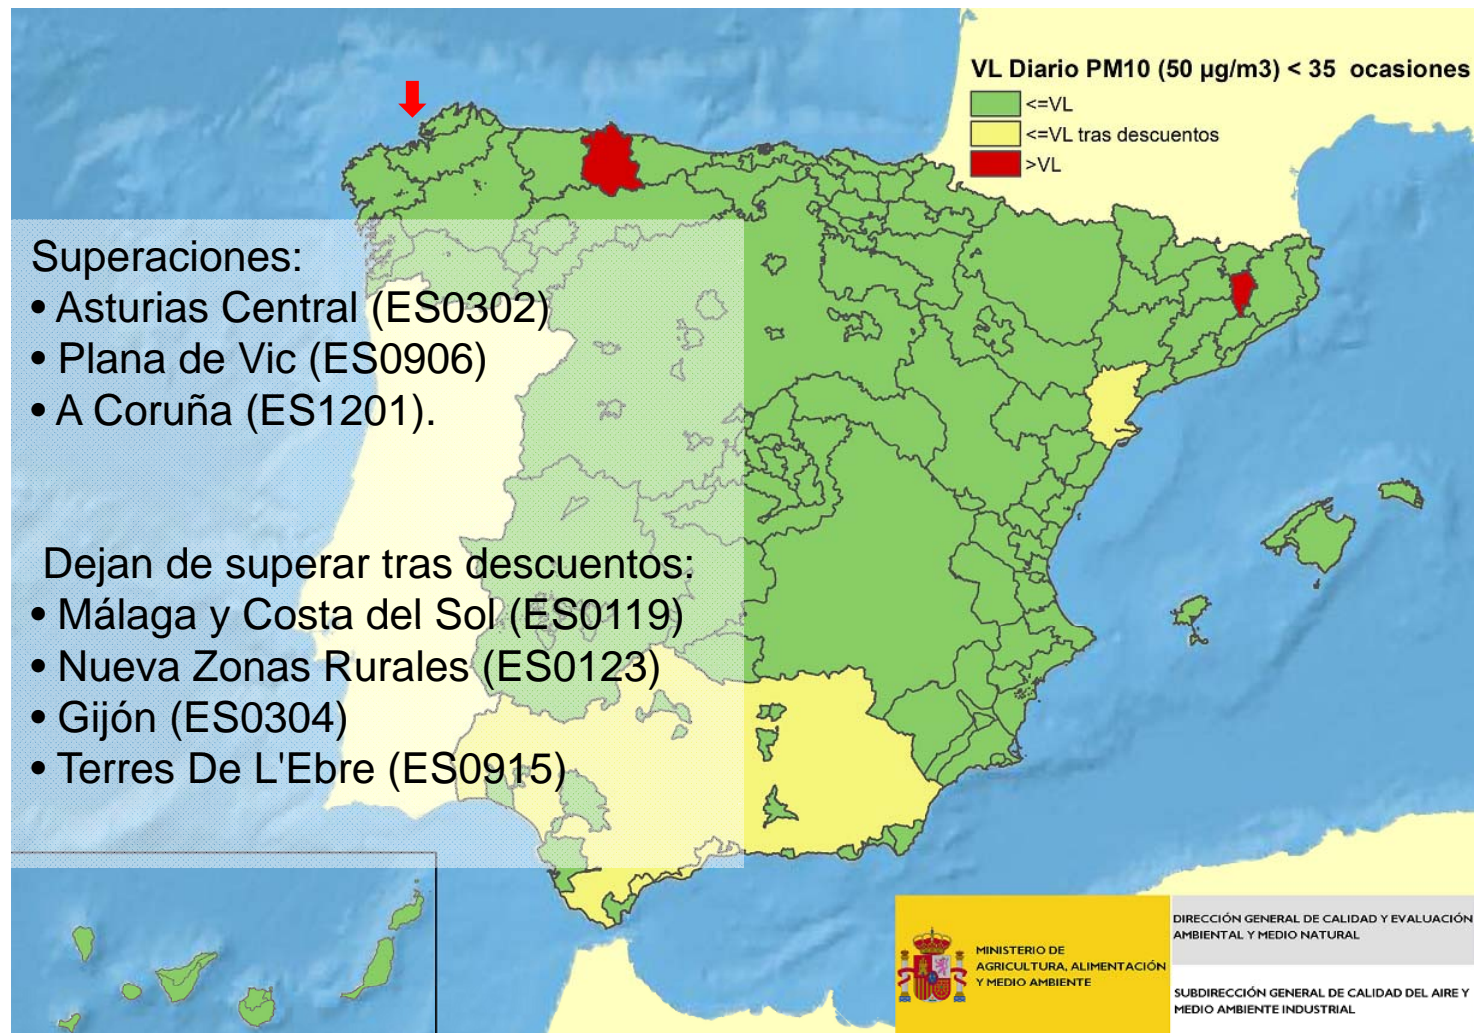 VL Diario PM10 (50 µg/m3) < 35 ocasiones
<=VL
<=VL tras descuentos
>VL
Superaciones:
• Asturias Central (ES0302)
• Plana de Vic (ES0906)
• A Coruña (ES1201).
Dejan de superar tras descuentos:
• Málaga y Costa del Sol (ES0119)
• Nueva Zonas Rurales (ES0123)
• Gijón (ES0304)
• Terres De L'Ebre (ES0915)
MINISTERIO DE
AGRICULTURA, ALIMENTACIÓN
Y MEDIO AMBIENTE
DIRECCIÓN GENERAL DE CALIDAD Y EVALUACIÓN
AMBIENTAL Y MEDIO NATURAL
SUBDIRECCIÓN GENERAL DE CALIDAD DEL AIRE Y
MEDIO AMBIENTE INDUSTRIAL